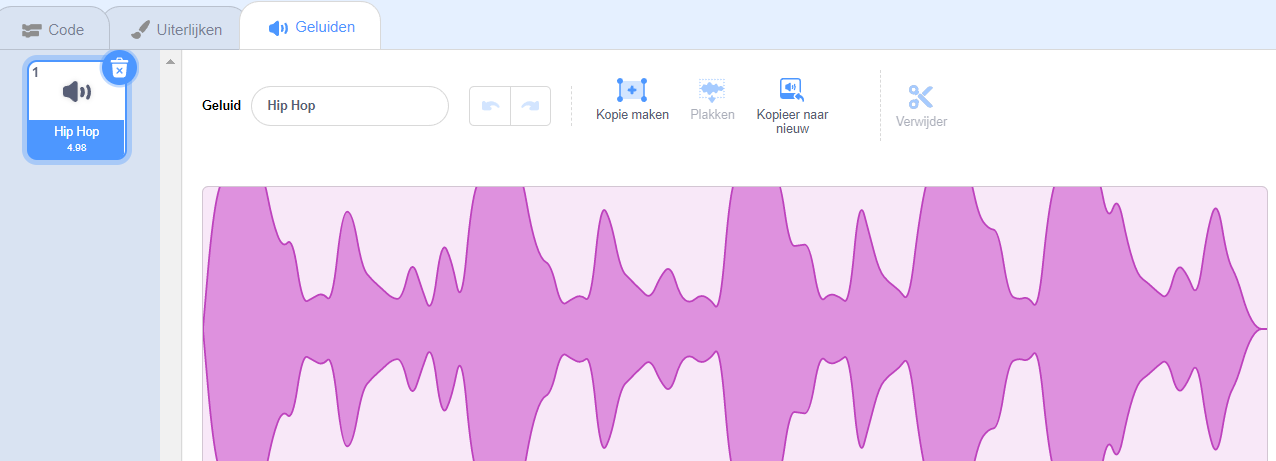 Code
Uiterlijken
Geluiden
1
Hip Hop
4.98
Geluid
Hip Hop
Kopie maken
Plakken
Kopieer naar
nieuw
Verwijder